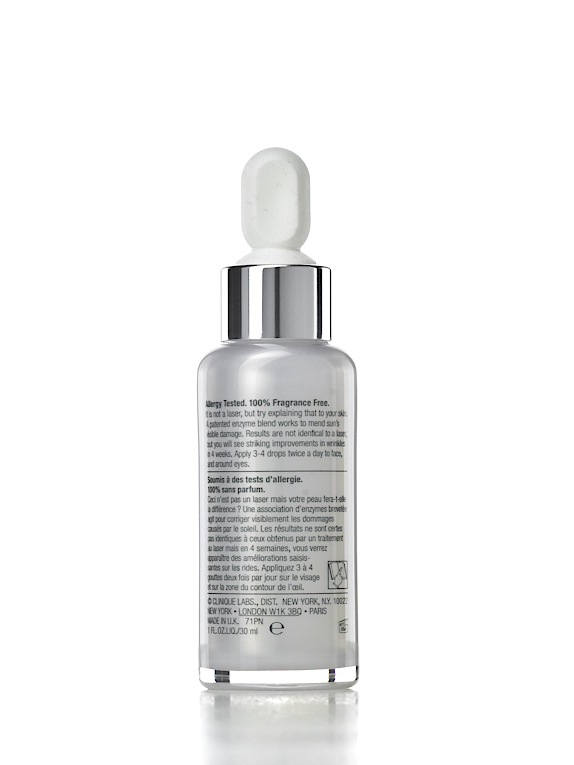 Allergy Tested. 100% Fragrance Free.
It is not a laser, but try explaining that to your skin.
A patented enzyme blend works to mend sun's
visible damage. Results are not identical to a laser,
but you will see striking improvements in wrinkles
in 4 weeks. Apply 3-4 drops twice a day to face,
and around eyes.
Soumis à des tests d'allergie.
100% sans parfum.
Ceci n'est pas un laser mais votre peau fera-t-elle
la différence ? Une association d'enzymes brevetée
agit pour corriger visiblement les dommages
causés par le soleil. Les résultats ne sont certes
pas identiques à ceux obtenus par un traitement
au laser mais en 4 semaines, vous verrez
apparaître des améliorations saisis-
santes sur les rides. Appliquez 3 à 4
gouttes deux fois par jour sur le visage
et sur la zone du contour de l'œil.
© CLINIQUE LABS., DIST. NEW YORK, N.Y. 10022
NEW YORK • LONDON W1K 3BQ • PARIS
MADE IN U.K. 71PN
1 FL.OZ.LIQ./30 ml ℮